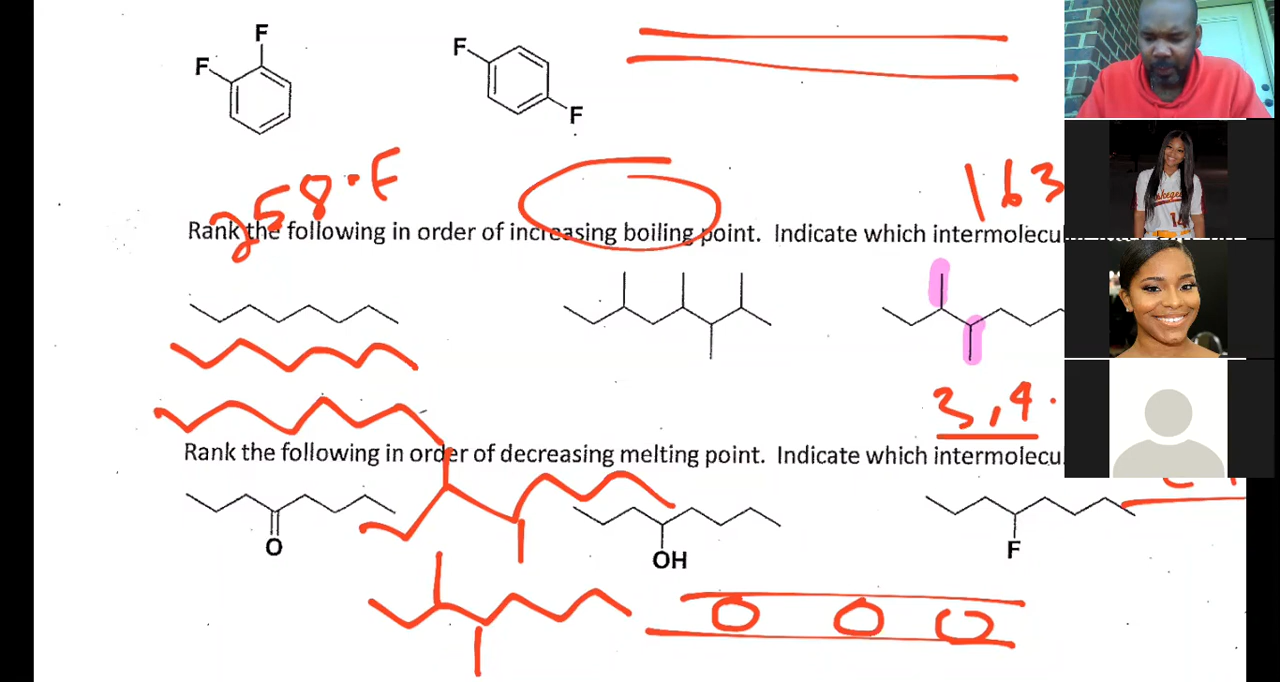 F
F
F
F
258°F
163
Rank the following in order of increasing boiling point. Indicate which intermolecu
3,4
Rank the following in order of decreasing melting point. Indicate which intermolecu
O
OH
F